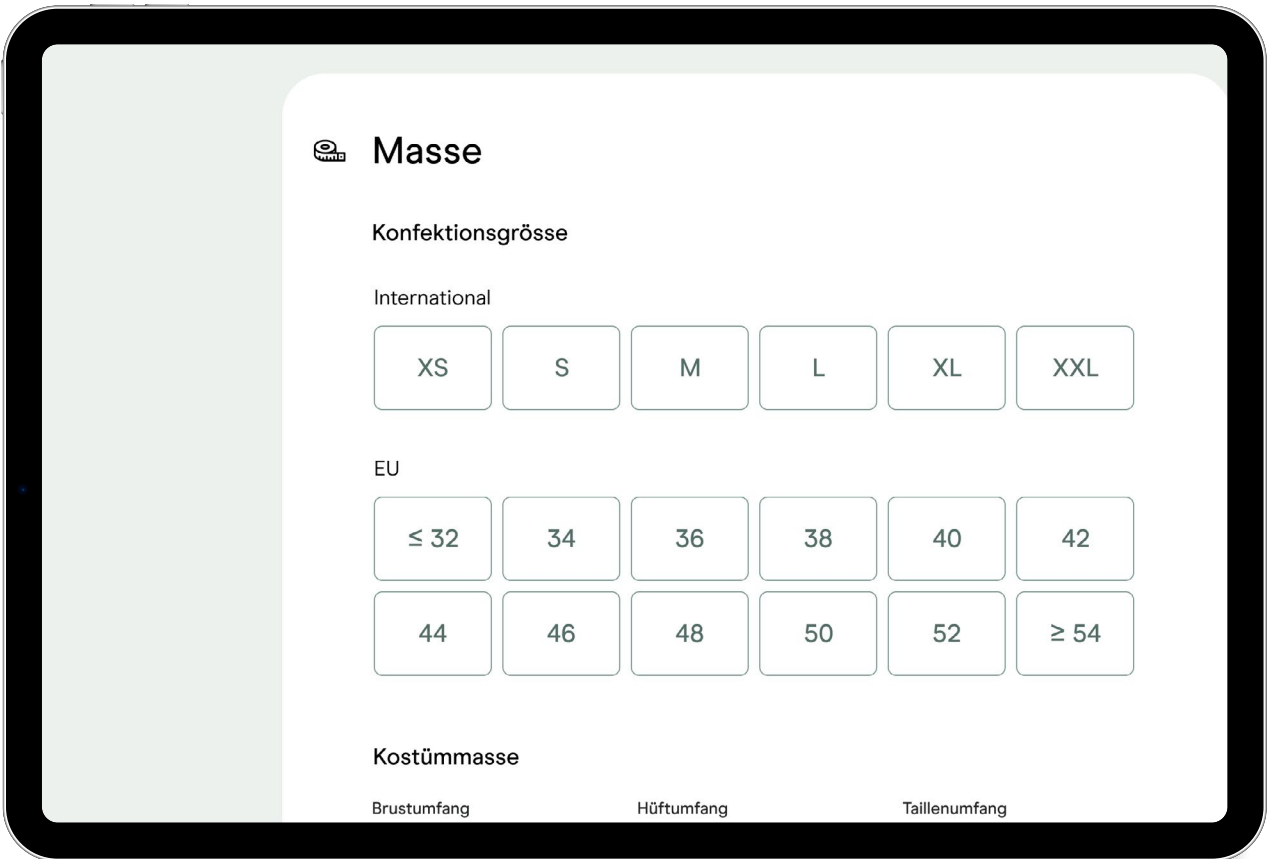 Masse
Konfektionsgrösse
International
XS S M L XL XXL
EU
≤ 32 34 36 38 40 42
44 46 48 50 52 ≥ 54
Kostümmasse
Brustumfang Hüftumfang Taillenumfang